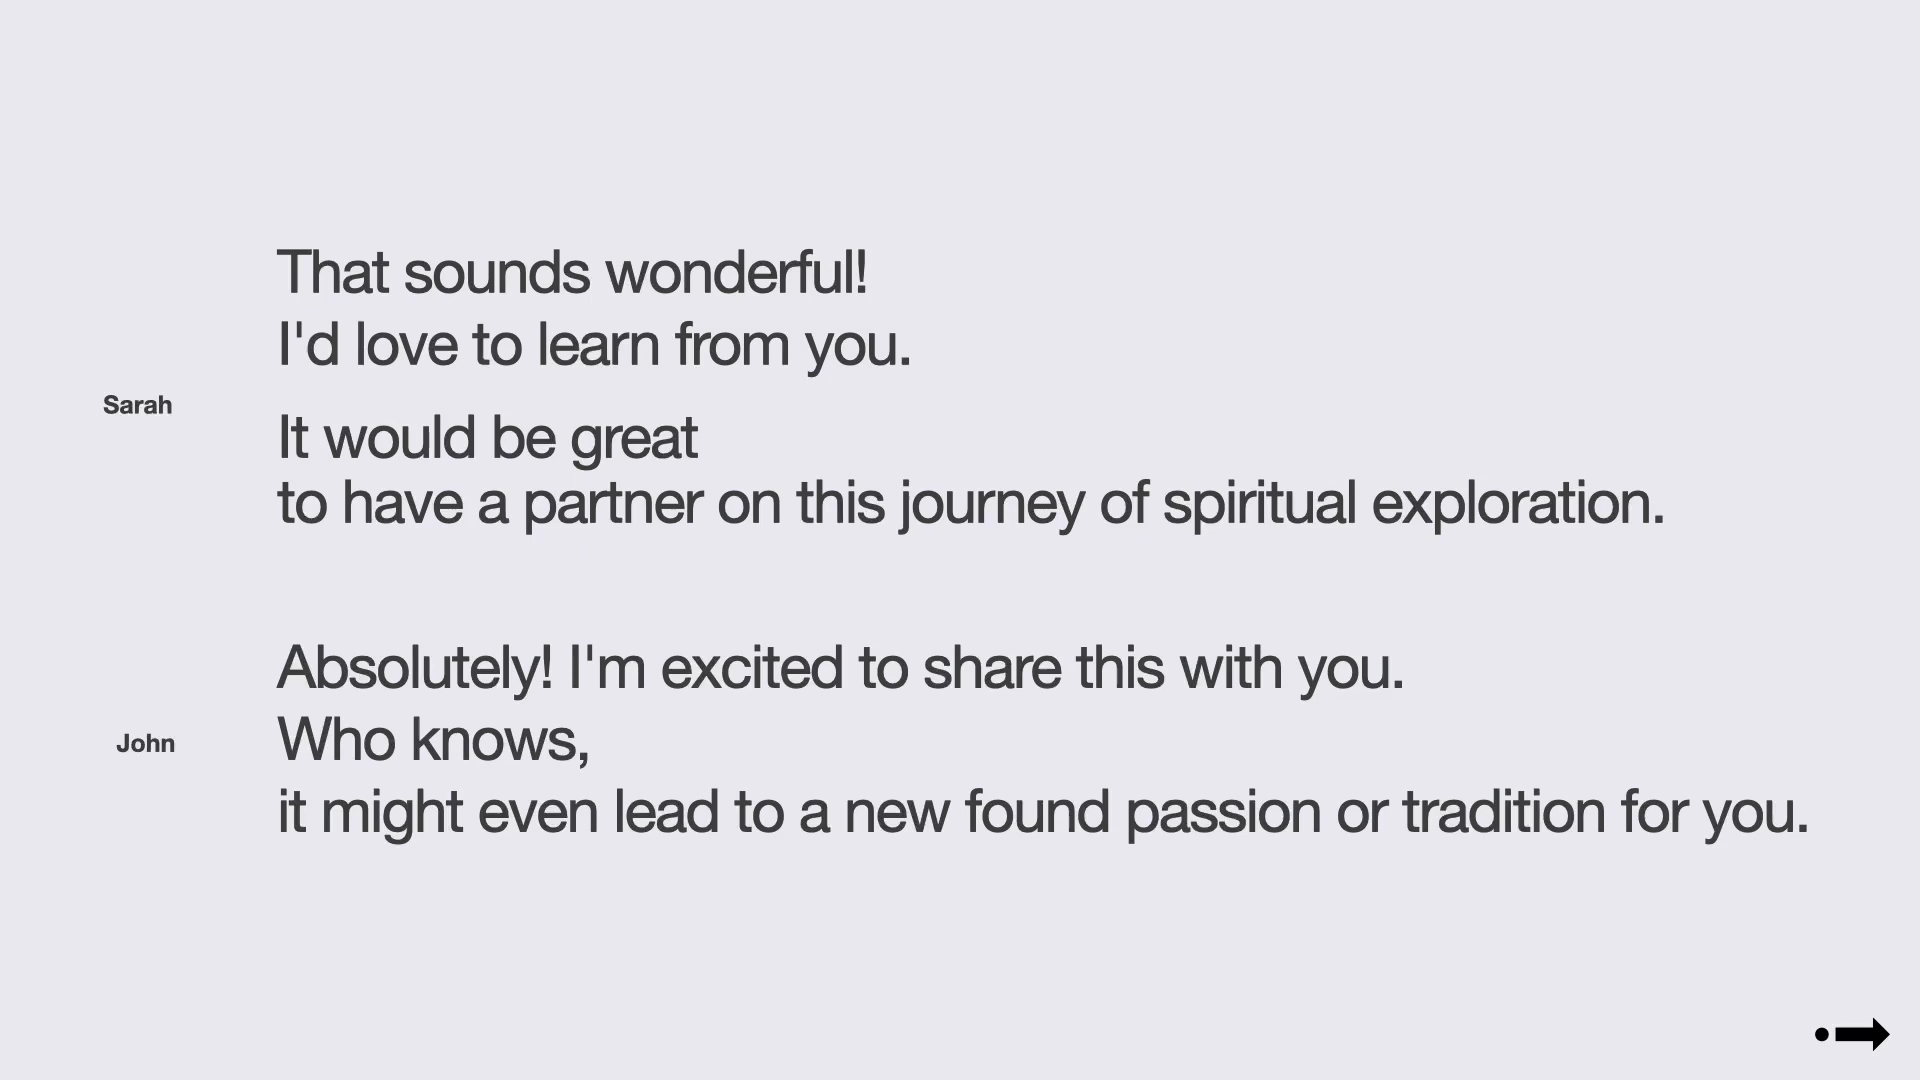 That sounds wonderful!
I'd love to learn from you.
Sarah
It would be great
to have a partner on this journey of spiritual exploration.
Absolutely! I'm excited to share this with you.
John
Who knows,
it might even lead to a new found passion or tradition for you.